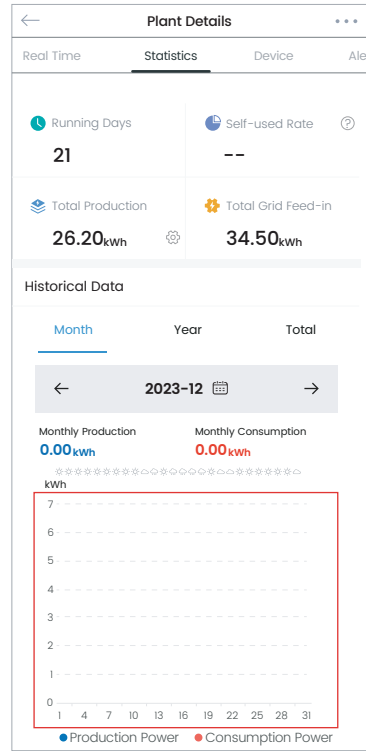 Plant Details
Real Time Statistics Device Ale
Running Days Self-used Rate ?
21 --
Total Production Total Grid Feed-in
26.20kWh 34.50kWh
Historical Data
Month Year Total
2023-12
Monthly Production Monthly Consumption
0.00kWh 0.00kWh
kWh
7
6
5
4
3
2
1
0
1 4 7 10 13 16 19 22 25 28 31
Production Power Consumption Power